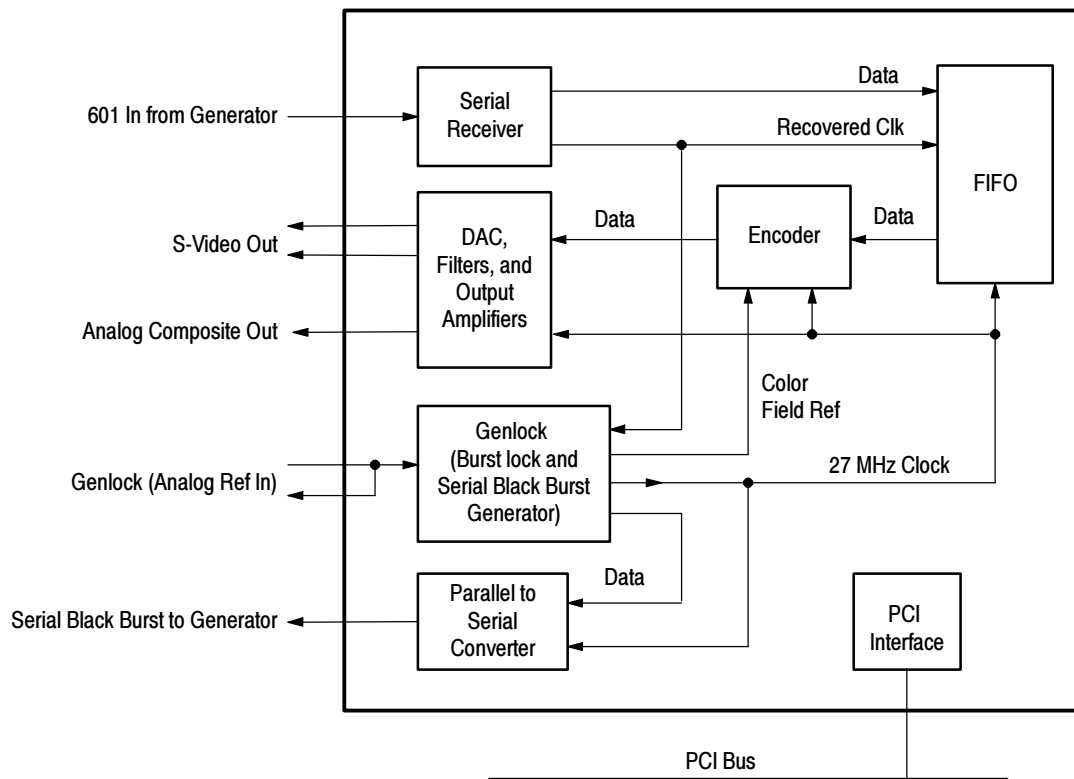 Data
Serial
Receiver
601 In from Generator
Recovered Clk
FIFO
Data
Encoder
Data
S-Video Out
DAC,
Filters, and
Output
Amplifiers
Analog Composite Out
Color
Field Ref
Genlock
(Burst lock and
Serial Black Burst
Generator)
27 MHz Clock
Genlock (Analog Ref In)
Data
Parallel to
Serial
Converter
Serial Black Burst to Generator
PCI
Interface
PCI Bus